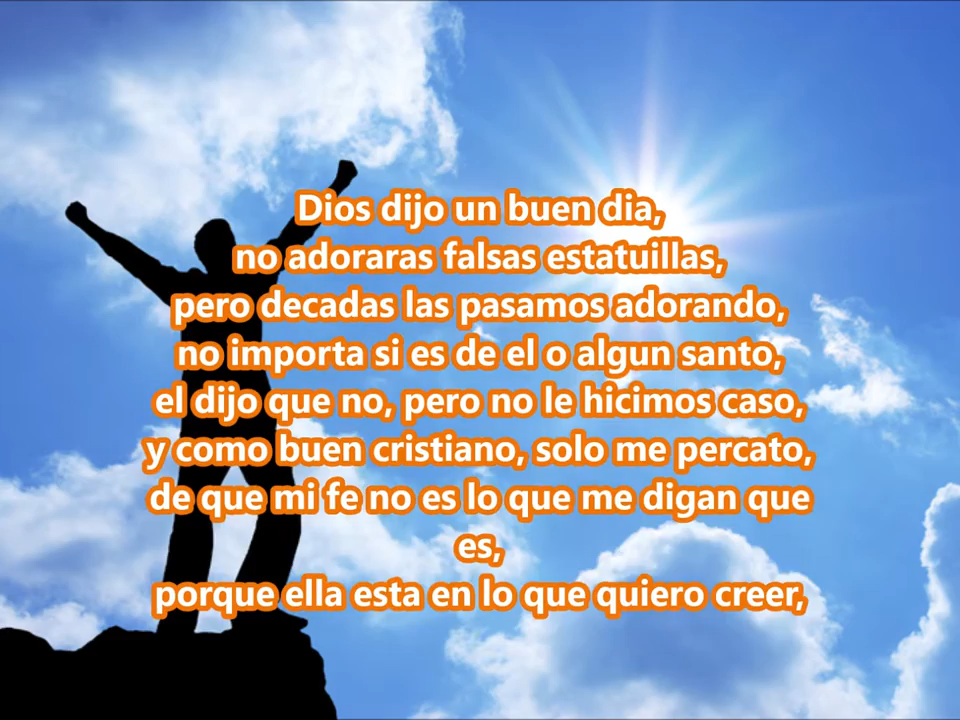 Dios dijo un buen dia,
no adoraras falsas estatuillas,
pero decadas las pasamos adorando,
no importa si es de el o algun santo,
el dijo que no, pero no le hicimos caso,
y como buen cristiano, solo me percato,
de que mi fe no es lo que me digan que
es,
porque ella esta en lo que quiero creer,